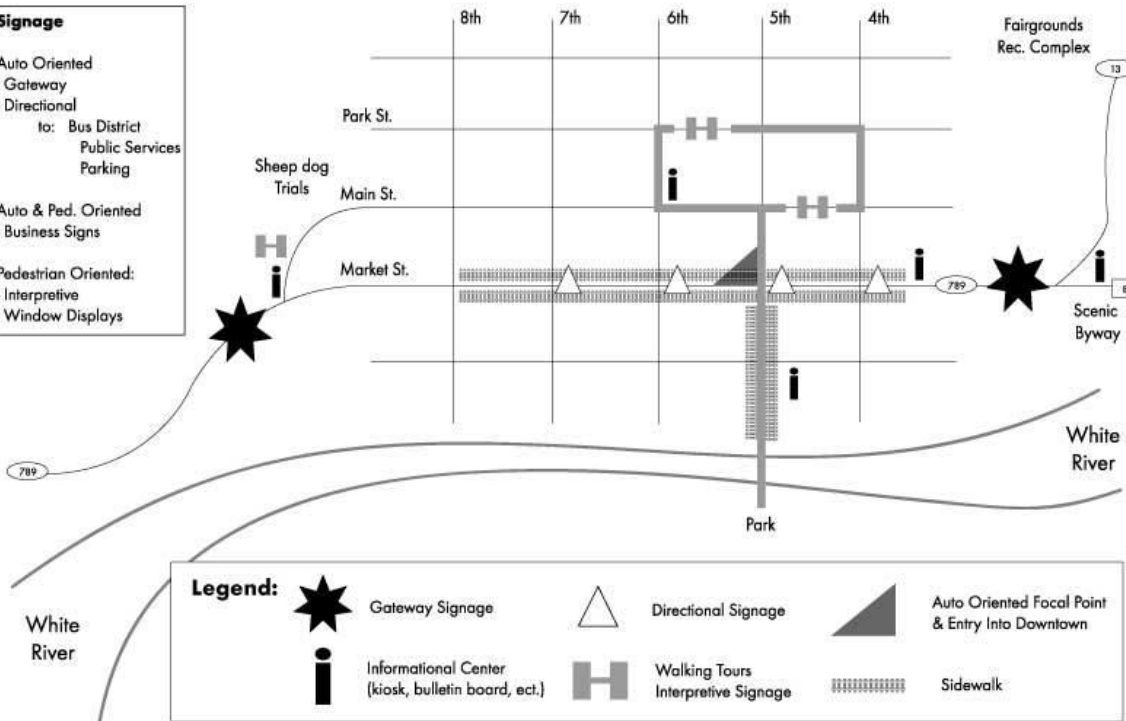 Signage
Auto Oriented
Gateway
Directional
to: Bus District
Public Services
Parking
Auto & Ped. Oriented
Business Signs
Pedestrian Oriented:
Interpretive
Window Displays
8th
7th
6th
5th
4th
Fairgrounds
Rec. Complex
13
Park St.
Sheep dog
Trials
Main St.
Market St.
789
Scenic
Byway
789
White
River
Park
White
River
Legend:
Gateway Signage
Directional Signage
Auto Oriented Focal Point
& Entry Into Downtown
Informational Center
(kiosk, bulletin board, ect.)
Walking Tours
Interpretive Signage
Sidewalk